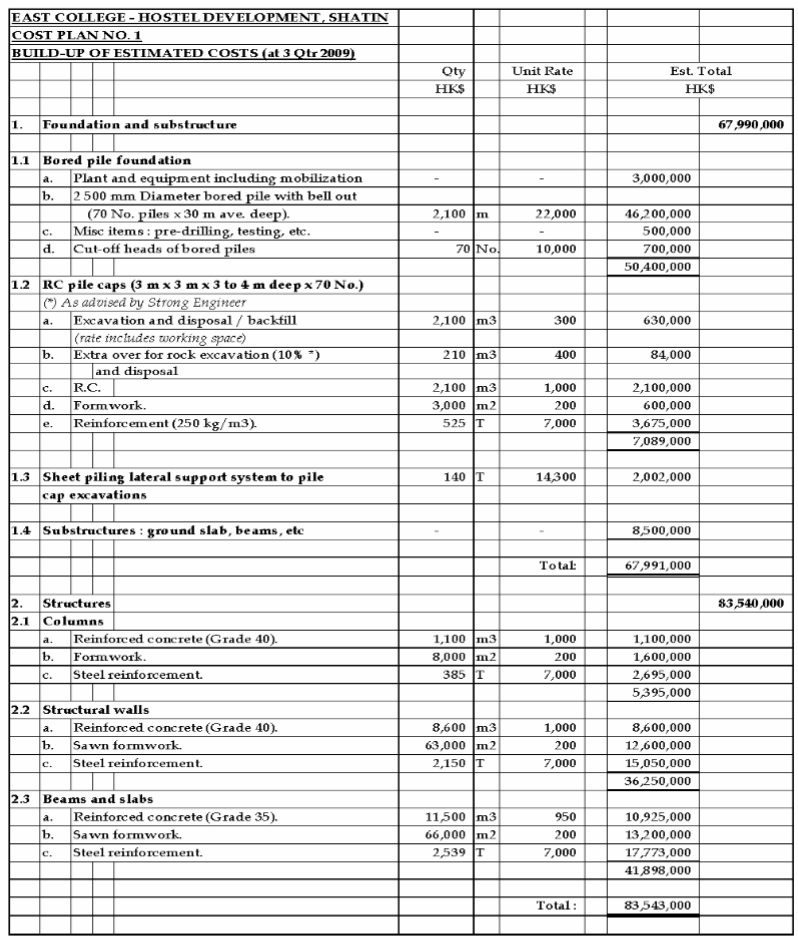 EAST COLLEGE - HOSTEL DEVELOPMENT, SHATIN
COST PLAN NO. 1
BUILD-UP OF ESTIMATED COSTS (at 3 Qtr 2009)
Qty Unit Rate Est. Total
HK$ HK$ HK$
1. Foundation and substructure 67,990,000
1.1 Bored pile foundation
a. Plant and equipment including mobilization - - 3,000,000
b. 2 500 mm Diameter bored pile with bell out
(70 No. piles x 30 m ave. deep). 2,100 m 22,000 46,200,000
c. Misc items : pre-drilling, testing, etc. - - 500,000
d. Cut-off heads of bored piles 70 No. 10,000 700,000
50,400,000
1.2 RC pile caps (3 m x 3 m x 3 to 4 m deep x 70 No.)
(*) As advised by Strong Engineer
a. Excavation and disposal / backfill 2,100 m3 300 630,000
(rate includes working space)
b. Extra over for rock excavation (10% *) 210 m3 400 84,000
and disposal
c. R.C. 2,100 m3 1,000 2,100,000
d. Formwork. 3,000 m2 200 600,000
e. Reinforcement (250 kg/m3). 525 T 7,000 3,675,000
7,089,000
1.3 Sheet piling lateral support system to pile 140 T 14,300 2,002,000
cap excavations
1.4 Substructures : ground slab, beams, etc - - 8,500,000
Total: 67,991,000
2. Structures 83,540,000
2.1 Columns
a. Reinforced concrete (Grade 40). 1,100 m3 1,000 1,100,000
b. Formwork. 8,000 m2 200 1,600,000
c. Steel reinforcement. 385 T 7,000 2,695,000
5,395,000
2.2 Structural walls
a. Reinforced concrete (Grade 40). 8,600 m3 1,000 8,600,000
b. Sawn formwork. 63,000 m2 200 12,600,000
c. Steel reinforcement. 2,150 T 7,000 15,050,000
36,250,000
2.3 Beams and slabs
a. Reinforced concrete (Grade 35). 11,500 m3 950 10,925,000
b. Sawn formwork. 66,000 m2 200 13,200,000
c. Steel reinforcement. 2,539 T 7,000 17,773,000
41,898,000
Total : 83,543,000